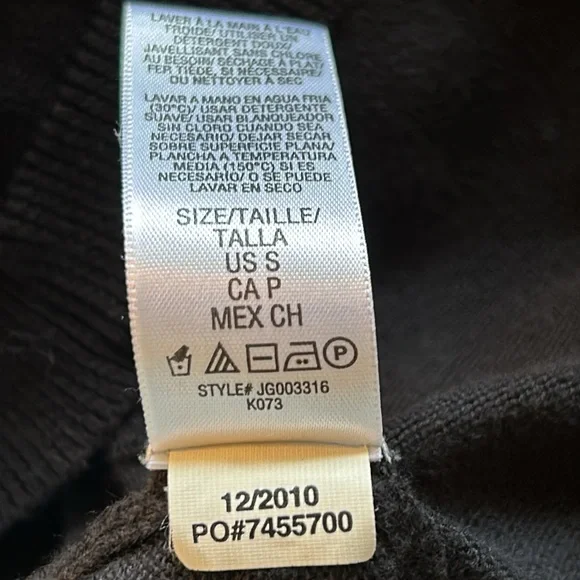 LAVER À LA MAIN À L'EAU
FROIDE/ UTILISER UN
DÉTERGENT DOUX/
JAVELLISANT SANS CHLORE
AU BESOIN/ SÉCHAGE À PLAT/
FER TIÈDE, SI NÉCESSAIRE/
OU NETTOYER À SEC
LAVAR A MANO EN AGUA FRIA
(30°C)/ USAR DETERGENTE
SUAVE/ USAR BLANQUEADOR
SIN CLORO CUANDO SEA
NECESARIO/ DEJAR SECAR
SOBRE SUPERFICIE PLANA/
PLANCHA A TEMPERATURA
MEDIA (150°C) SI ES
NECESARIO/ O SE PUEDE
LAVAR EN SECO
SIZE/TAILLE/
TALLA
US S
CA P
MEX CH
P
STYLE# JG003316
K073
12/2010
PO#7455700